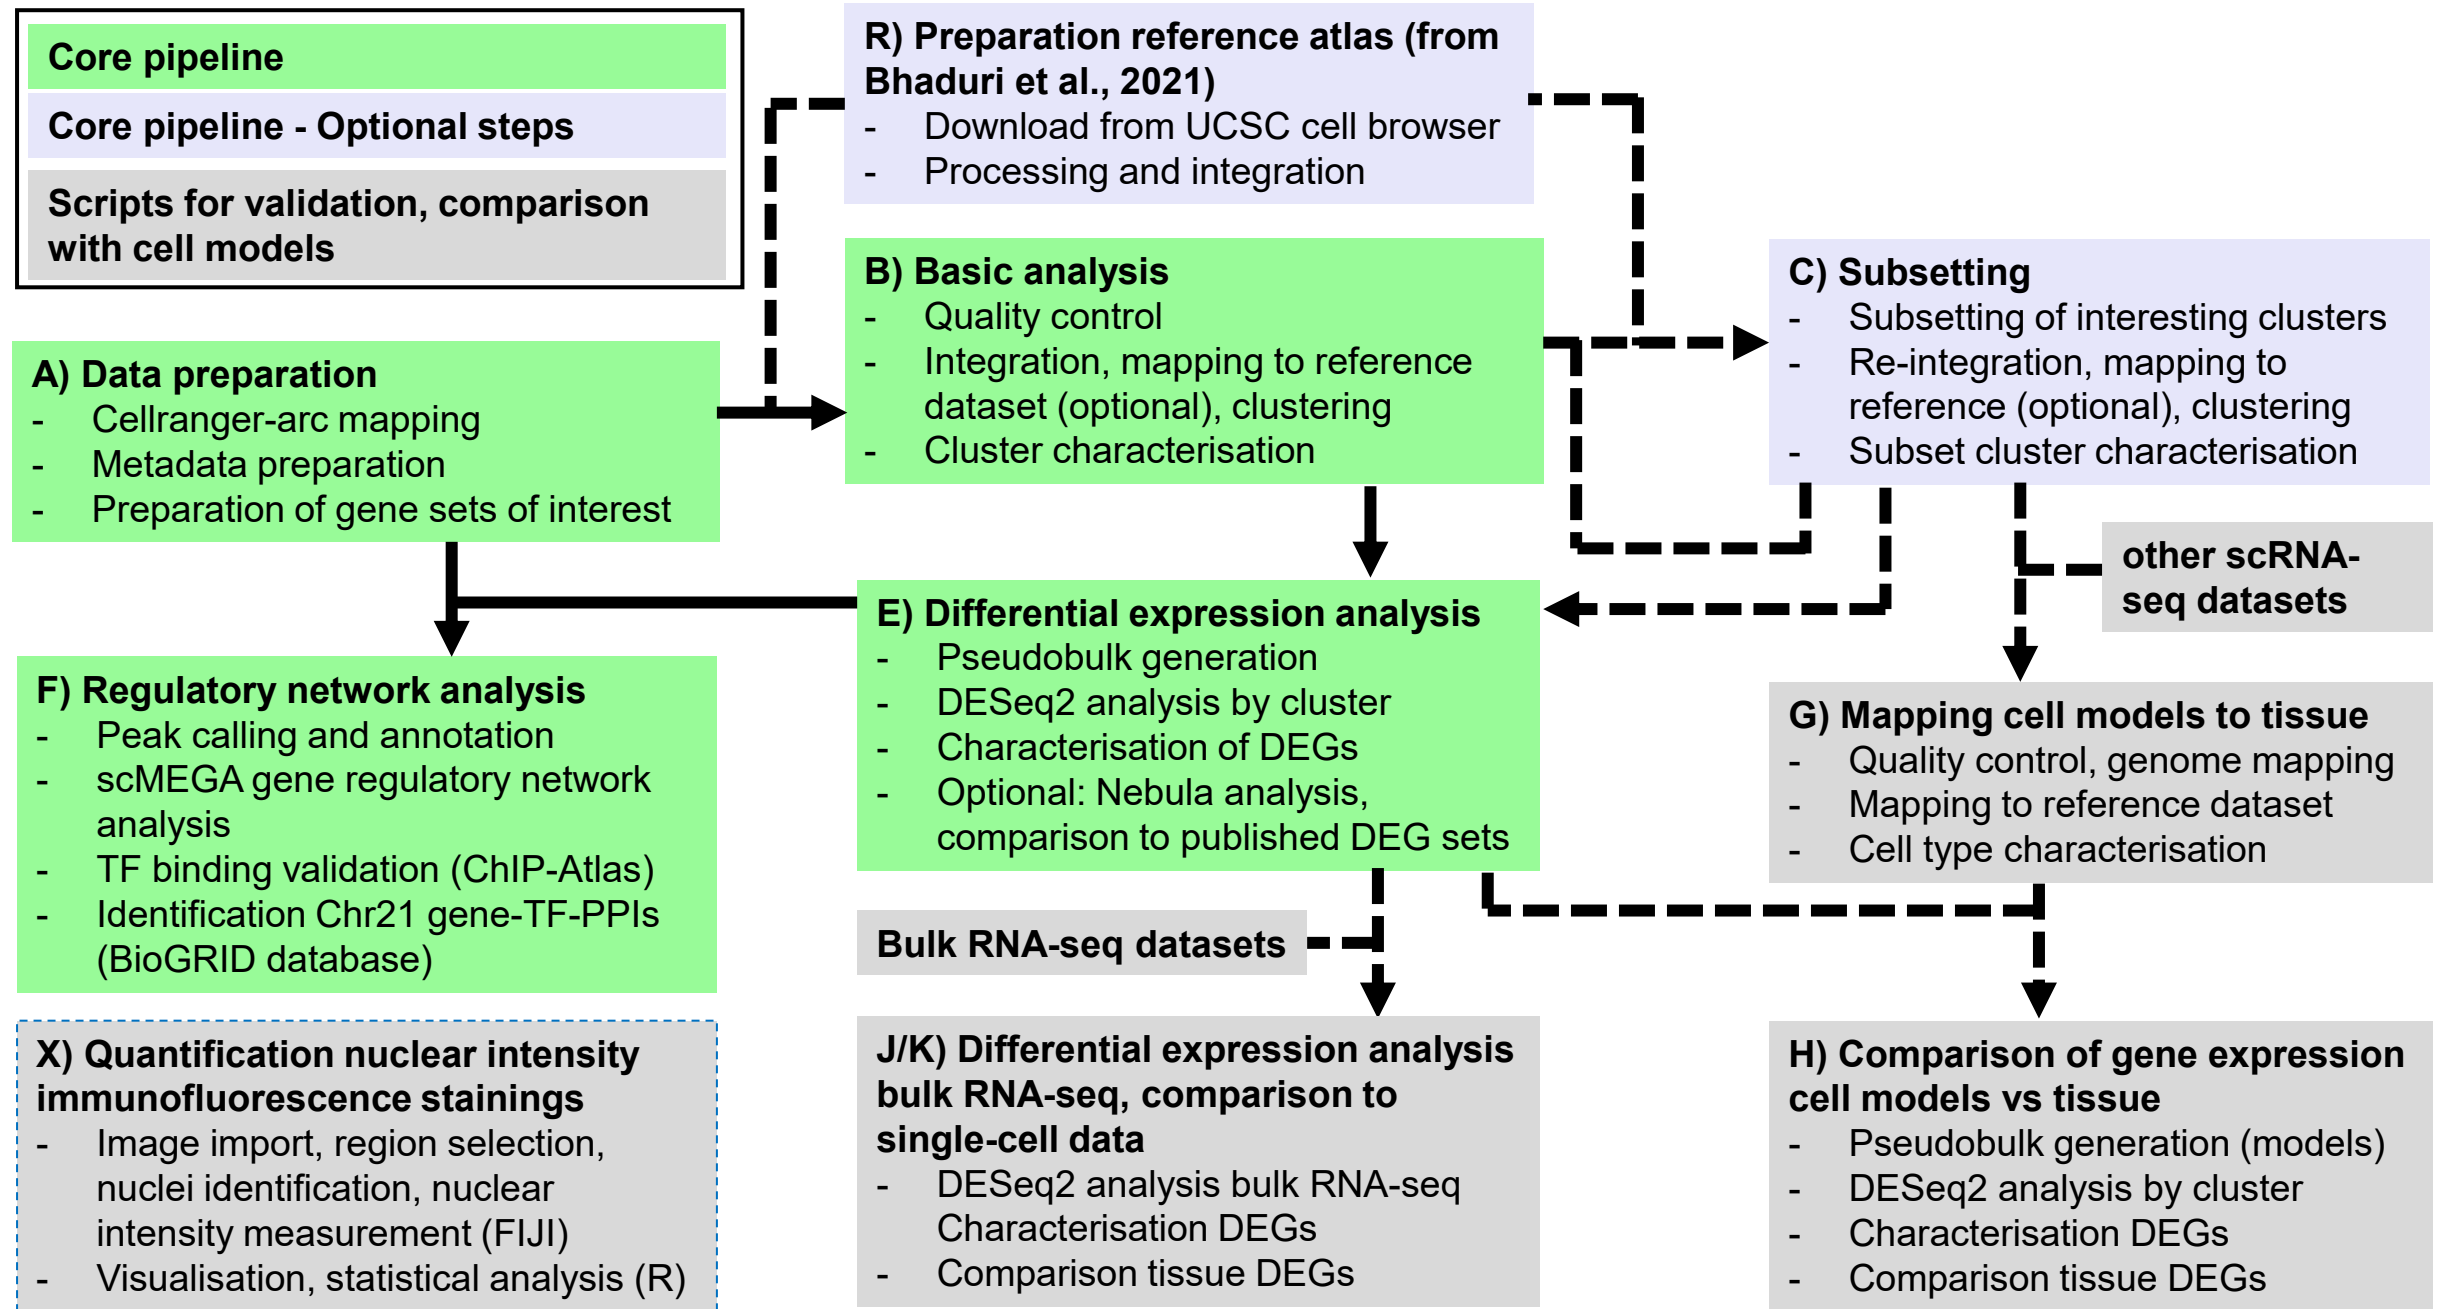 Core pipeline
Core pipeline - Optional steps
Scripts for validation, comparison
with cell models
R) Preparation reference atlas (from
Bhaduri et al., 2021)
- Download from UCSC cell browser
- Processing and integration
A) Data preparation
- Cellranger-arc mapping
- Metadata preparation
- Preparation of gene sets of interest
B) Basic analysis
- Quality control
- Integration, mapping to reference
dataset (optional), clustering
- Cluster characterisation
C) Subsetting
- Subsetting of interesting clusters
- Re-integration, mapping to
reference (optional), clustering
- Subset cluster characterisation
other scRNA-
seq datasets
E) Differential expression analysis
- Pseudobulk generation
- DESeq2 analysis by cluster
- Characterisation of DEGs
- Optional: Nebula analysis,
comparison to published DEG sets
F) Regulatory network analysis
- Peak calling and annotation
- scMEGA gene regulatory network
analysis
- TF binding validation (ChIP-Atlas)
- Identification Chr21 gene-TF-PPIs
(BioGRID database)
G) Mapping cell models to tissue
- Quality control, genome mapping
- Mapping to reference dataset
- Cell type characterisation
Bulk RNA-seq datasets
X) Quantification nuclear intensity
immunofluorescence stainings
- Image import, region selection,
nuclei identification, nuclear
intensity measurement (FIJI)
- Visualisation, statistical analysis (R)
J/K) Differential expression analysis
bulk RNA-seq, comparison to
single-cell data
- DESeq2 analysis bulk RNA-seq
Characterisation DEGs
- Comparison tissue DEGs
H) Comparison of gene expression
cell models vs tissue
- Pseudobulk generation (models)
- DESeq2 analysis by cluster
- Characterisation DEGs
- Comparison tissue DEGs